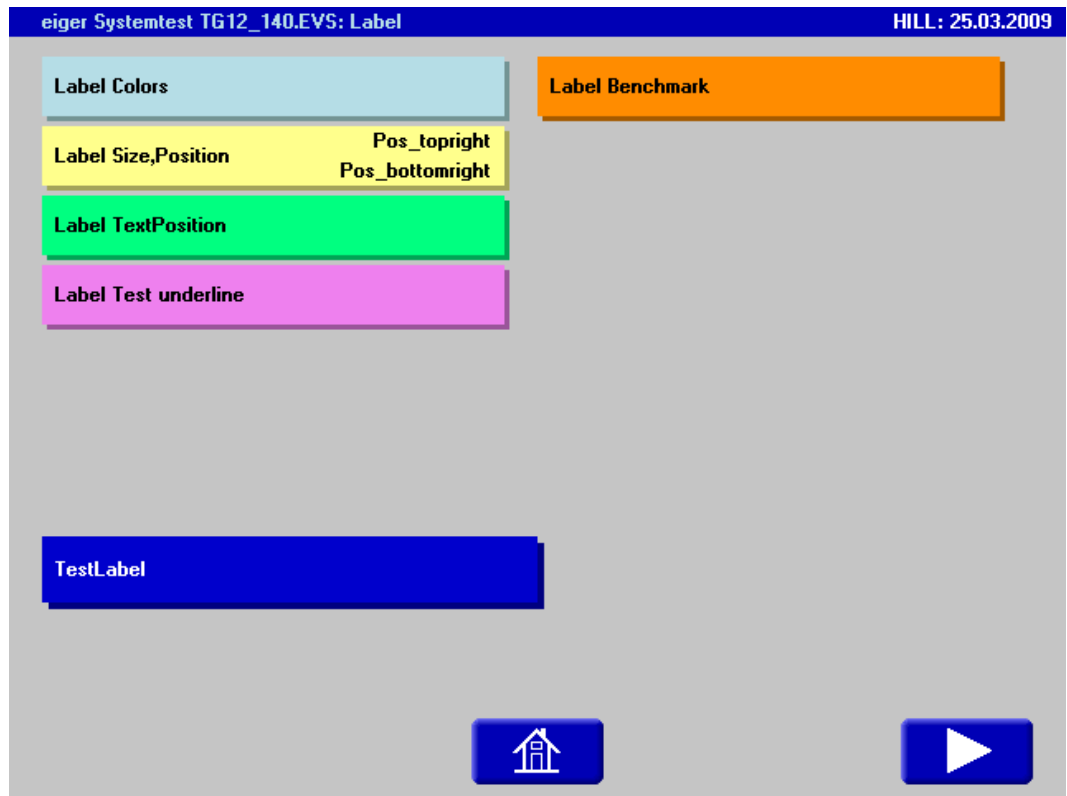 eiger Systemtest TG12_140.EVS: Label
HILL: 25.03.2009
Label Colors
Label Benchmark
Label Size,Position
Pos_topright
Pos_bottomright
Label TextPosition
Label Test underline
TestLabel